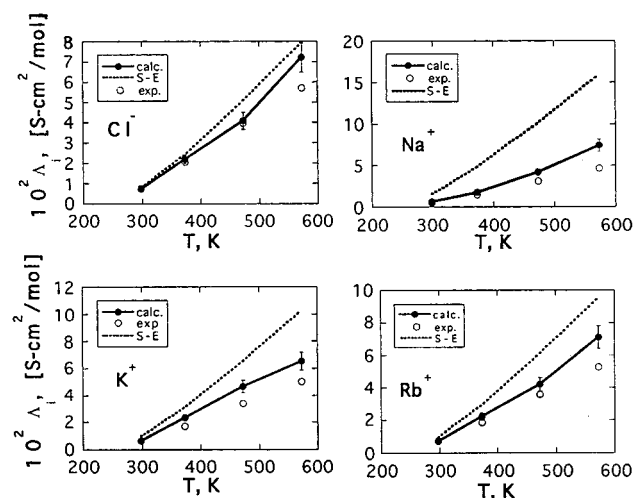 8
7
6
5
4
3
2
1
0
200 300 400 500 600
T, K
10² Λᵢ, [S-cm²/mol]
calc.
S-E
exp.
Cl⁻
20
15
10
5
0
200 300 400 500 600
T, K
calc.
exp.
S-E
Na⁺
12
10
8
6
4
2
0
200 300 400 500 600
T, K
10² Λᵢ, [S-cm²/mol]
calc.
exp
S-E
K⁺
10
8
6
4
2
0
200 300 400 500 600
T, K
calc.
exp.
S-E
Rb⁺